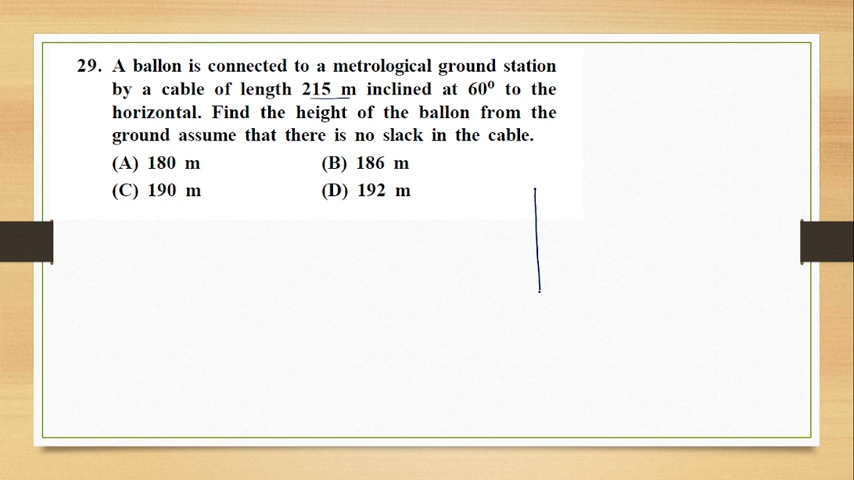 29. A ballon is connected to a metrological ground station
by a cable of length 215 m inclined at 60⁰ to the
horizontal. Find the height of the ballon from the
ground assume that there is no slack in the cable.
(A) 180 m (B) 186 m
(C) 190 m (D) 192 m